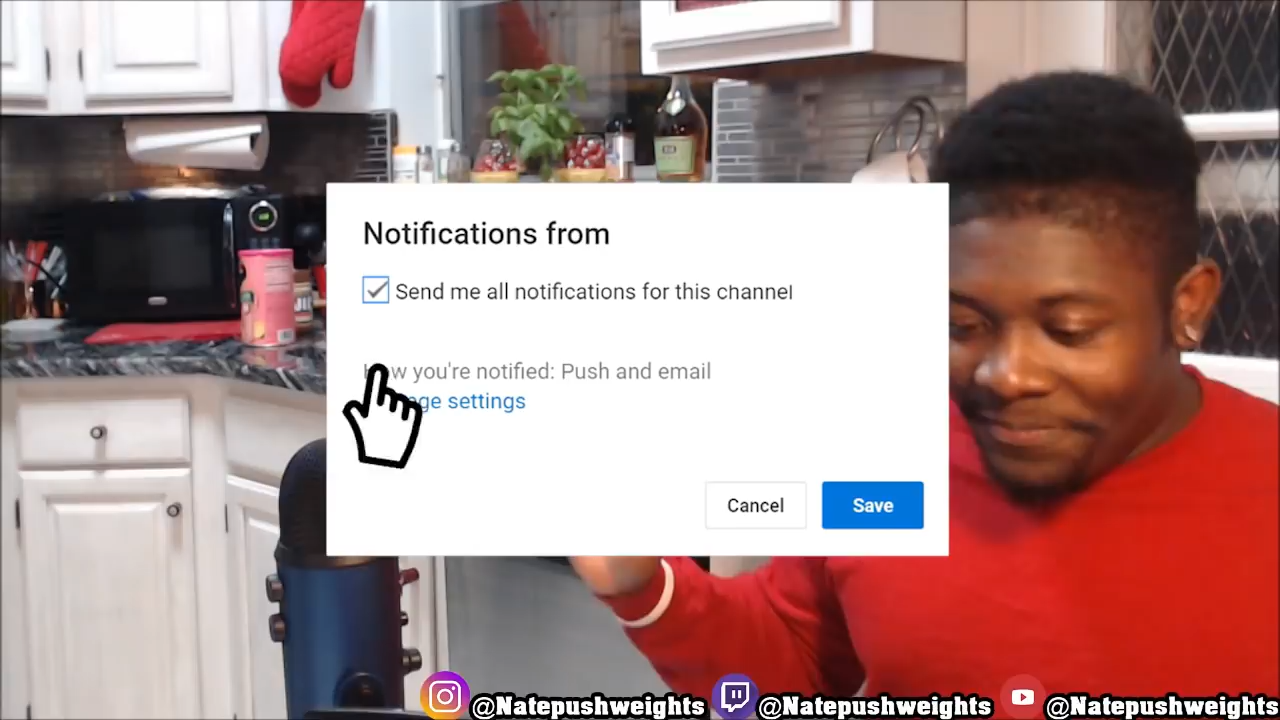 Notifications from
Send me all notifications for this channel
you're notified: Push and email
settings
Cancel
Save
@Natepushweights
@Natepushweights
@Natepushweights